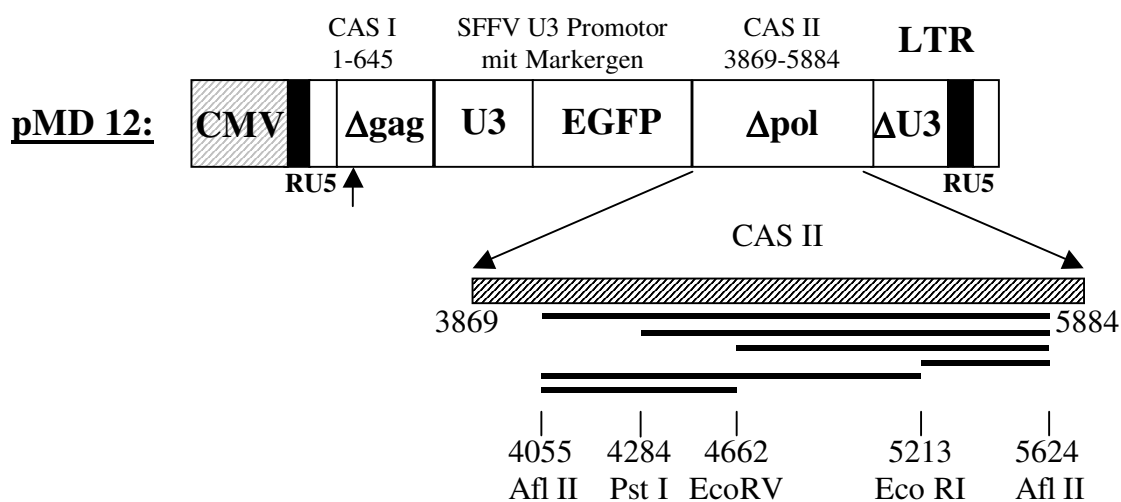 CAS I SFFV U3 Promotor CAS II LTR
1-645 mit Markergen 3869-5884
pMD 12: CMV Δgag U3 EGFP Δpol ΔU3
RU5 RU5
CAS II
3869 5884
4055 4284 4662 5213 5624
Afl II Pst I EcoRV Eco RI Afl II